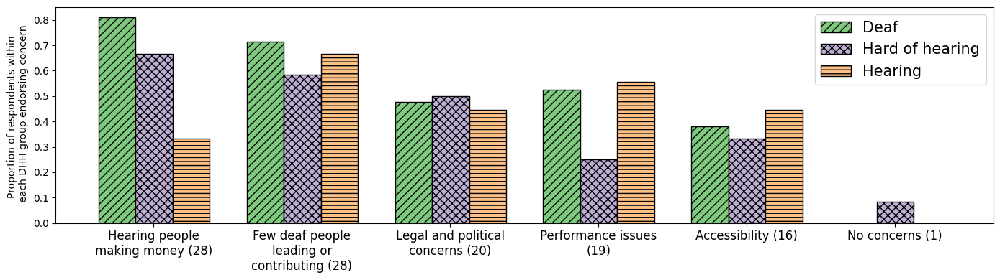 Proportion of respondents within
each DHH group endorsing concern
0.8
0.7
0.6
0.5
0.4
0.3
0.2
0.1
0.0
Deaf
Hard of hearing
Hearing
Hearing people
making money (28)
Few deaf people
leading or
contributing (28)
Legal and political
concerns (20)
Performance issues
(19)
Accessibility (16)
No concerns (1)